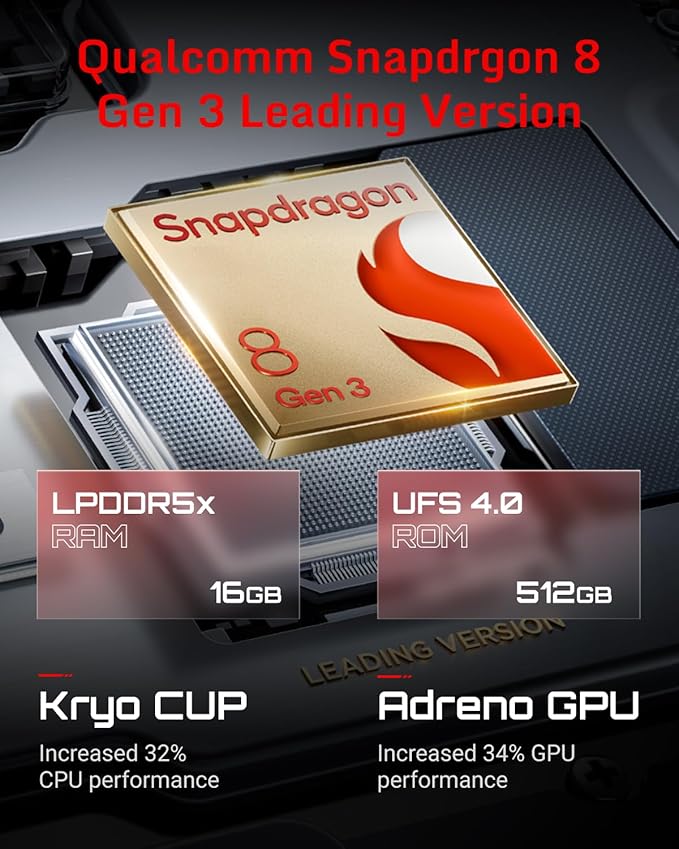 Qualcomm Snapdrgon 8
Gen 3 Leading Version
Snapdragon
8
Gen 3
LPDDR5x
RAM
16GB
UFS 4.0
ROM
512GB
LEADING VERSION
Kryo CUP
Increased 32%
CPU performance
Adreno GPU
Increased 34% GPU
performance